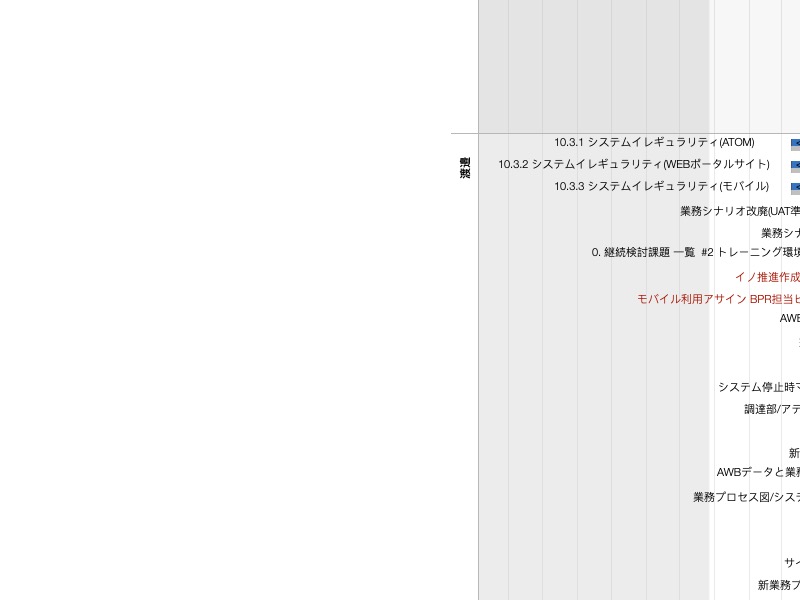 10.3.1 システムイレギュラリティ(ATOM)
10.3.2 システムイレギュラリティ(WEBポータルサイト)
10.3.3 システムイレギュラリティ(モバイル)
業務シナリオ改廃(UAT準
業務シナ
0. 継続検討課題 一覧 #2 トレーニング環境
イノ推進作成
モバイル利用アサイン BPR担当ヒ
AWB
システム停止時マ
調達部/アテ
新
AWBデータと業務
業務プロセス図/システ
サイ
新業務プ